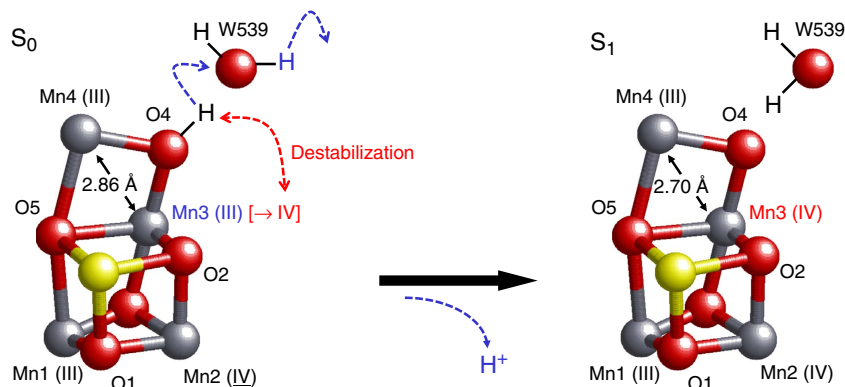 S0
H
W539
H
Mn4 (III)
O4
H
Destabilization
2.86 Å
O5
Mn3 (III) [→ IV]
O2
Mn1 (III)
O1
Mn2 (IV)
H+
S1
W539
H
H
Mn4 (III)
O4
2.70 Å
O5
Mn3 (IV)
O2
Mn1 (III)
O1
Mn2 (IV)